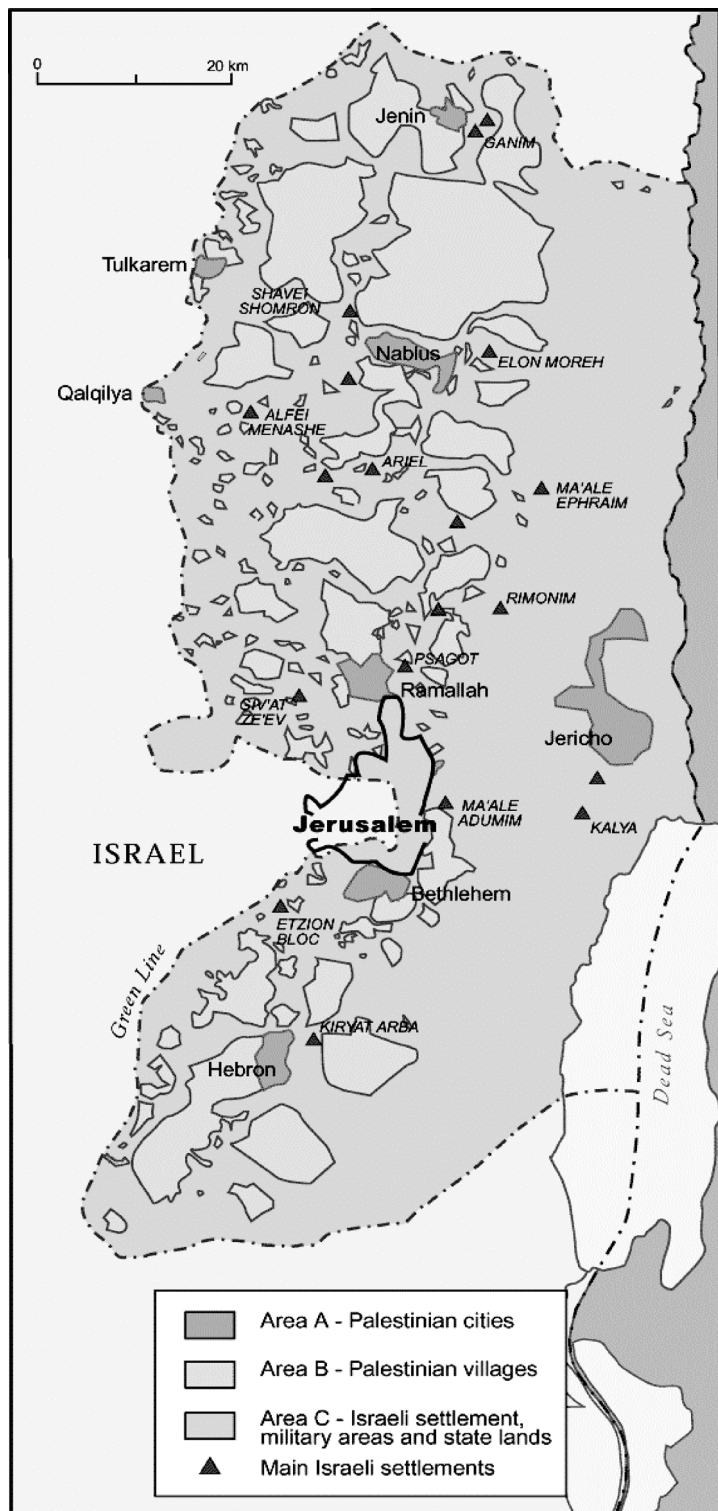 0 20 km
Jenin
GANIM
Tulkarem
SHAVEI
SHOMRON
Nablus
ELON MOREH
Qalqilya
ALFEI
MENASHE
ARIEL
MA'ALE
EPHRAIM
RIMONIM
PSAGOT
Ramallah
GIV'AT
ZE'EV
Jericho
Jerusalem
MA'ALE
ADUMIM
KALYA
ISRAEL
Bethlehem
ETZION
BLOC
Green Line
Dead Sea
KIRYAT ARBA
Hebron
Area A - Palestinian cities
Area B - Palestinian villages
Area C - Israeli settlement,
military areas and state lands
Main Israeli settlements